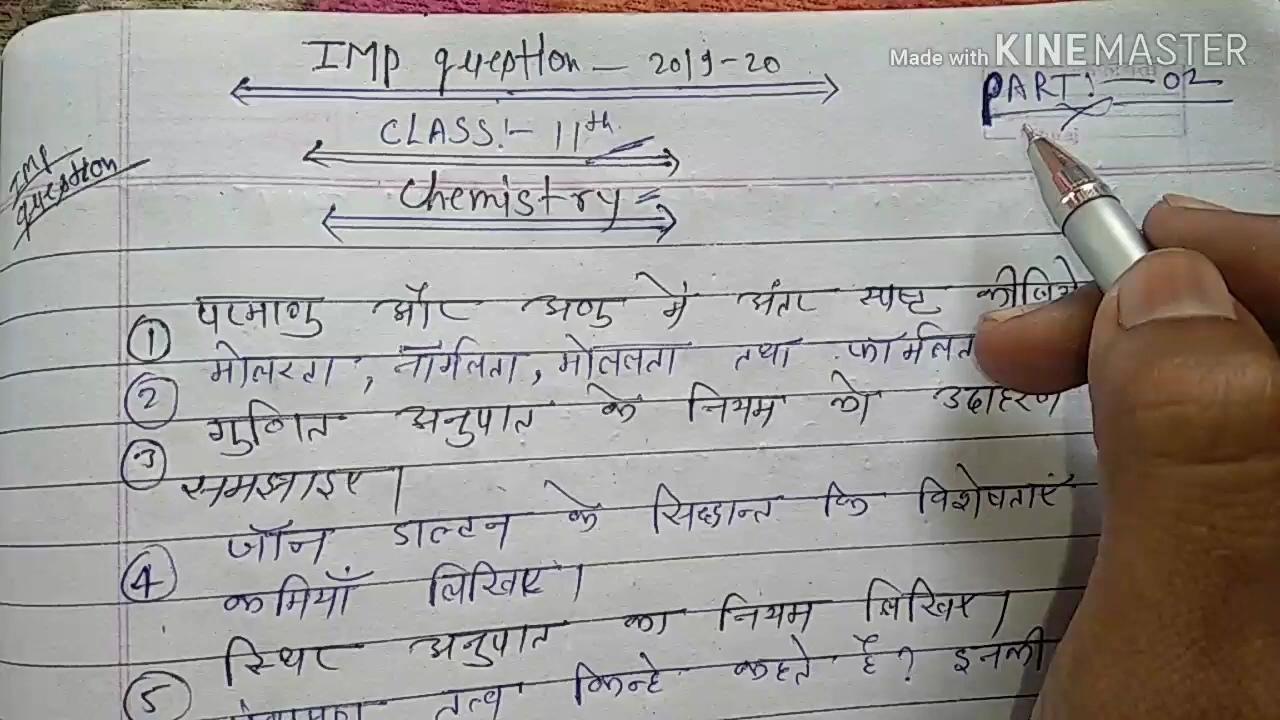 Made with KINEMASTER
IMP question - 2019-20
PART:- 02
CLASS:- 11th
IMP question
Chemistry
① परमाणु और अणु में अंतर स्पष्ट कीजिये
② मोलरता, नॉर्मलता, मोललता तथा फॉर्मलत
③ गुणित अनुपात के नियम को उदाहरण
समझाइए।
④ जॉन डाल्टन के सिद्धान्त कि विशेषताएं
कमियाँ लिखिए।
⑤ स्थिर अनुपात का नियम लिखिए।
तत्व किन्हे कहते है? इनकी